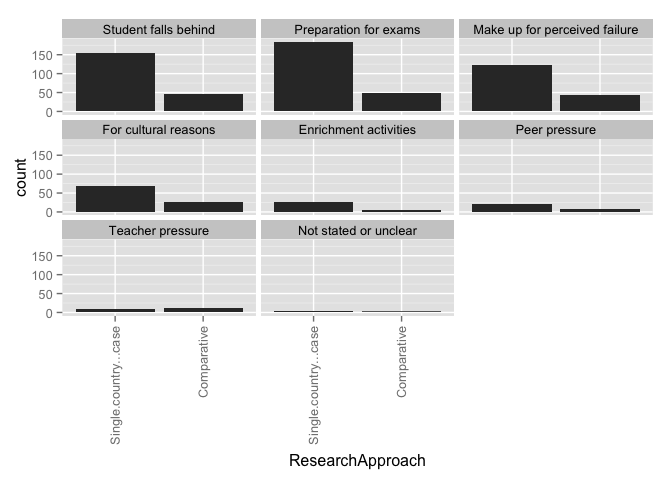 Student falls behind
Preparation for exams
Make up for perceived failure
150
100
50
0
For cultural reasons
Enrichment activities
Peer pressure
count
150
100
50
0
Teacher pressure
Not stated or unclear
150
100
50
0
Single.country...case
Comparative
Single.country...case
Comparative
ResearchApproach